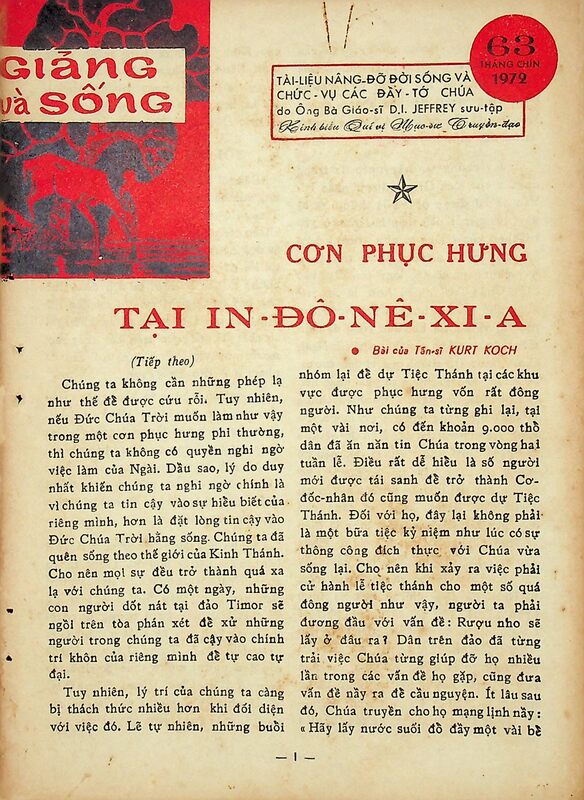 GIẢNG
và SỐNG
63
THÁNG CHÍN
1972
TÀI-LIỆU NÂNG-ĐỠ ĐỜI SỐNG VÀ
CHỨC-VỤ CÁC ĐẦY-TỚ CHÚA
do Ông Bà Giáo-sĩ D.I. JEFFREY sưu-tập
Kính biếu Quí vị Mục-sư Truyền-đạo
CƠN PHỤC HƯNG
TẠI IN-ĐÔ-NÊ-XI-A
● Bài của Tấn-sĩ KURT KOCH
(Tiếp theo)
Chúng ta không cần những phép lạ
như thế để được cứu rỗi. Tuy nhiên,
nếu Đức Chúa Trời muốn làm như vậy
trong một cơn phục hưng phi thường,
thì chúng ta không có quyền nghi ngờ
việc làm của Ngài. Dầu sao, lý do duy
nhất khiến chúng ta nghi ngờ chính là
vì chúng ta tin cậy vào sự hiểu biết của
riêng mình, hơn là đặt lòng tin cậy vào
Đức Chúa Trời hằng sống. Chúng ta đã
quên sống theo thế giới của Kinh Thánh.
Cho nên mọi sự đều trở thành quá xa
lạ với chúng ta. Có một ngày, những
con người dốt nát tại đảo Timor sẽ
ngồi trên tòa phán xét để xử những
người trong chúng ta đã cậy vào chính
trí khôn của riêng mình để tự cao tự
đại.
Tuy nhiên, lý trí của chúng ta càng
bị thách thức nhiều hơn khi đối diện
với việc đó. Lẽ tự nhiên, những buổi
nhóm lại để dự Tiệc Thánh tại các khu
vực được phục hưng vốn rất đông
người. Như chúng ta từng ghi lại, tại
một vài nơi, có đến khoản 9.000 thổ
dân đã ăn năn tin Chúa trong vòng hai
tuần lễ. Điều rất dễ hiểu là số người
mới được tái sanh để trở thành Cơ-
đốc-nhân đó cũng muốn được dự Tiệc
Thánh. Đối với họ, đây lại không phải
là một bữa tiệc kỷ niệm như lúc có sự
thông công đích thực với Chúa vừa
sống lại. Cho nên khi xảy ra việc phải
cử hành lễ tiệc thánh cho một số quá
đông người như vậy, người ta phải
đương đầu với vấn đề: Rượu nho sẽ
lấy ở đâu ra? Dân trên đảo đã từng
trải việc Chúa từng giúp đỡ họ nhiều
lần trong các vấn đề họ gặp, cũng đưa
vấn đề nầy ra để cầu nguyện. Ít lâu sau
đó, Chúa truyền cho họ mạng lịnh nầy:
« Hãy lấy nước suối đổ đầy một vài bể
— 1 —